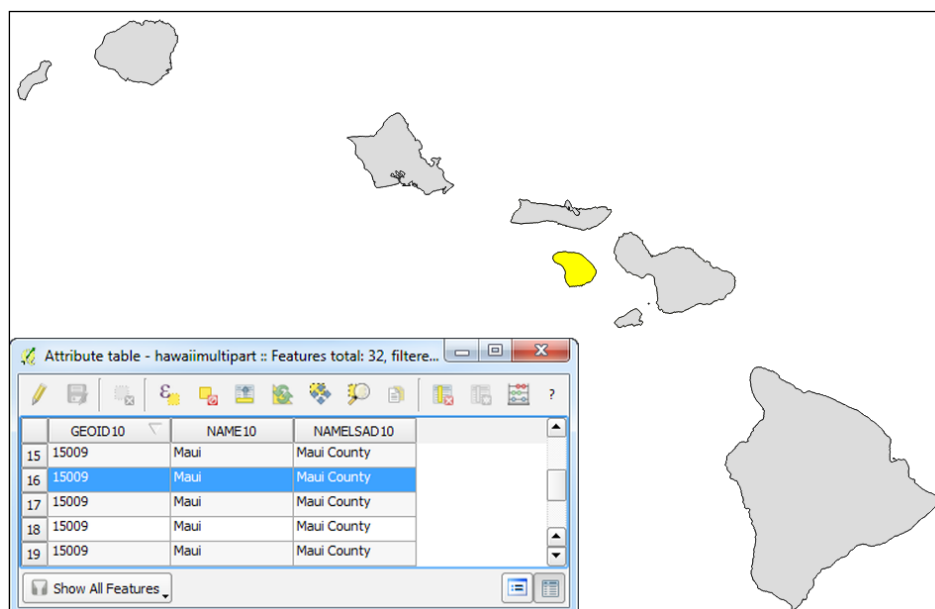 Attribute table - hawaiimultipart :: Features total: 32, filtere...
ε ?
GEOID10 NAME10 NAMELSAD10
15 15009 Maui Maui County
16 15009 Maui Maui County
17 15009 Maui Maui County
18 15009 Maui Maui County
19 15009 Maui Maui County
Show All Features